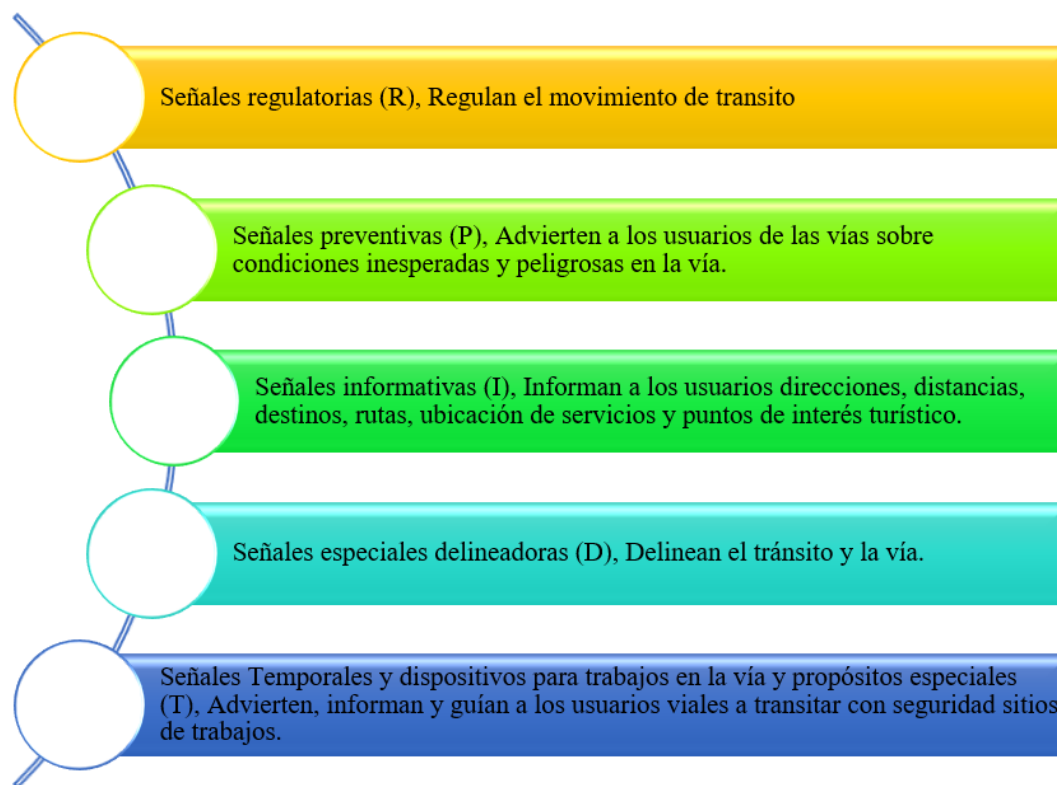 Señales regulatorias (R), Regulan el movimiento de transito
Señales preventivas (P), Advierten a los usuarios de las vías sobre
condiciones inesperadas y peligrosas en la vía.
Señales informativas (I), Informan a los usuarios direcciones, distancias,
destinos, rutas, ubicación de servicios y puntos de interés turístico.
Señales especiales delineadoras (D), Delinean el tránsito y la vía.
Señales Temporales y dispositivos para trabajos en la vía y propósitos especiales
(T), Advierten, informan y guían a los usuarios viales a transitar con seguridad sitios
de trabajos.